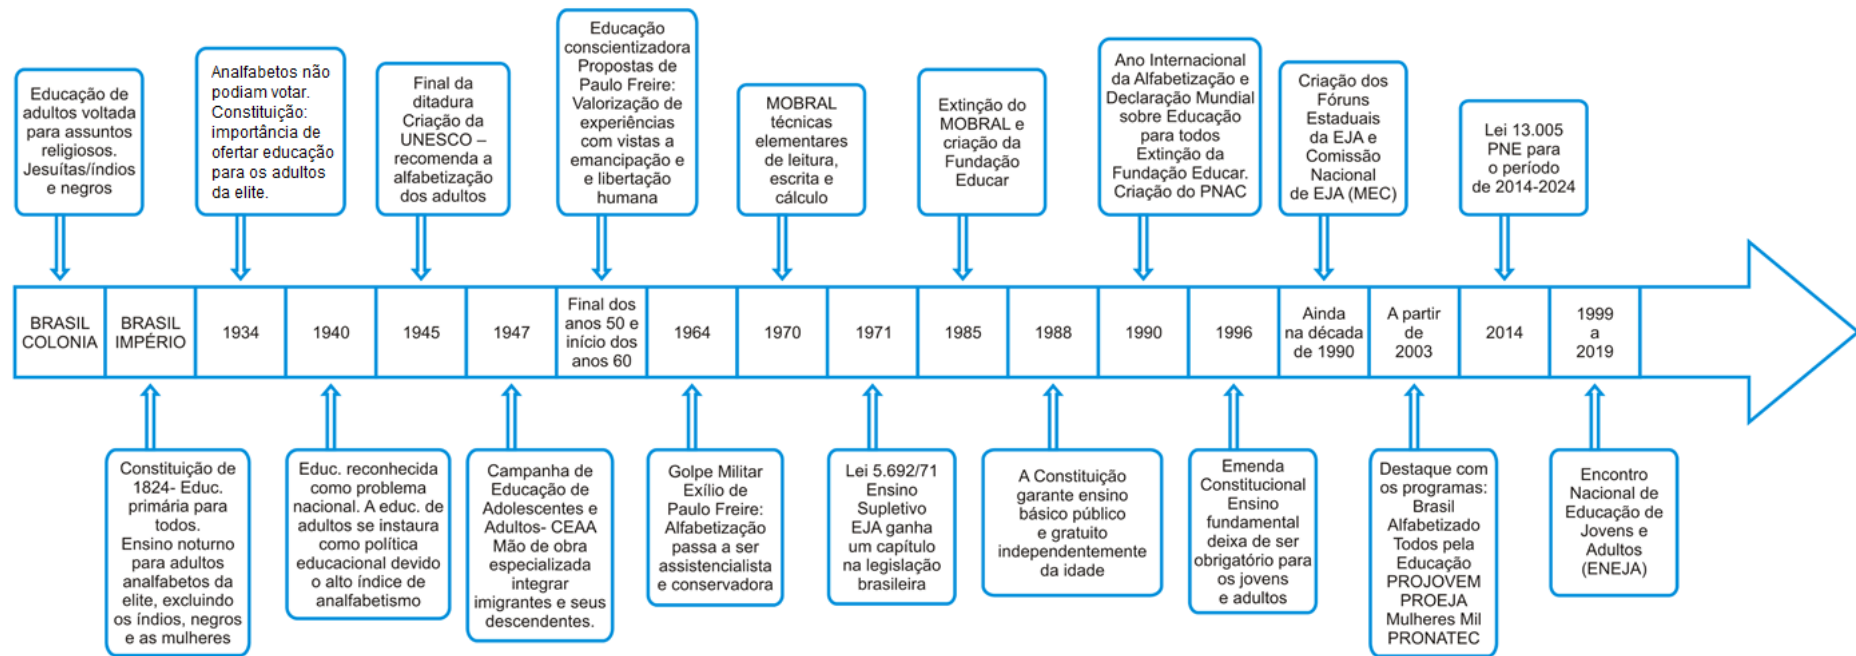 Educação de
adultos voltada
para assuntos
religiosos.
Jesuítas/índios
e negros
Analfabetos não
podiam votar.
Constituição:
importância de
ofertar educação
para os adultos
da elite.
Final da
ditadura
Criação da
UNESCO –
recomenda a
alfabetização
dos adultos
Educação
conscientizadora
Propostas de
Paulo Freire:
Valorização de
experiências
com vistas a
emancipação e
e libertação
humana
MOBRAL
técnicas
elementares
de leitura,
escrita e
cálculo
Extinção do
MOBRAL e
criação da
Fundação
Educar
Ano Internacional
da Alfabetização e
Declaração Mundial
sobre Educação
para todos
Extinção da
Fundação Educar.
Criação do PNAC
Criação dos
Fóruns
Estaduais
da EJA e
Comissão
Nacional
de EJA (MEC)
Lei 13.005
PNE para
o período
de 2014-2024
BRASIL
COLONIA
BRASIL
IMPÉRIO
1934
1940
1945
1947
Final dos
anos 50 e
início dos
anos 60
1964
1970
1971
1985
1988
1990
1996
Ainda
na década
de 1990
A partir
de
2003
2014
1999
a
2019
Constituição de
1824- Educ.
primária para
todos.
Ensino noturno
para adultos
analfabetos da
elite, excluindo
os índios, negros
e as mulheres
Educ. reconhecida
como problema
nacional. A educ. de
adultos se instaura
como política
educacional devido
o alto índice de
analfabetismo
Campanha de
Educação de
Adolescentes e
Adultos- CEAA
Mão de obra
especializada
integrar
imigrantes e seus
descendentes.
Golpe Militar
Exílio de
Paulo Freire:
Alfabetização
passa a ser
assistencialista
e conservadora
Lei 5.692/71
Ensino
Supletivo
EJA ganha
um capítulo
na legislação
brasileira
A Constituição
garante ensino
básico público
e gratuito
independentemente
da idade
Emenda
Constitucional
Ensino
fundamental
deixa de ser
obrigatório para
os jovens
e adultos
Destaque com
os programas:
Brasil
Alfabetizado
Todos pela
Educação
PROJOVEM
PROEJA
Mulheres Mil
PRONATEC
Encontro
Nacional de
Educação de
Jovens e
Adultos
(ENEJA)